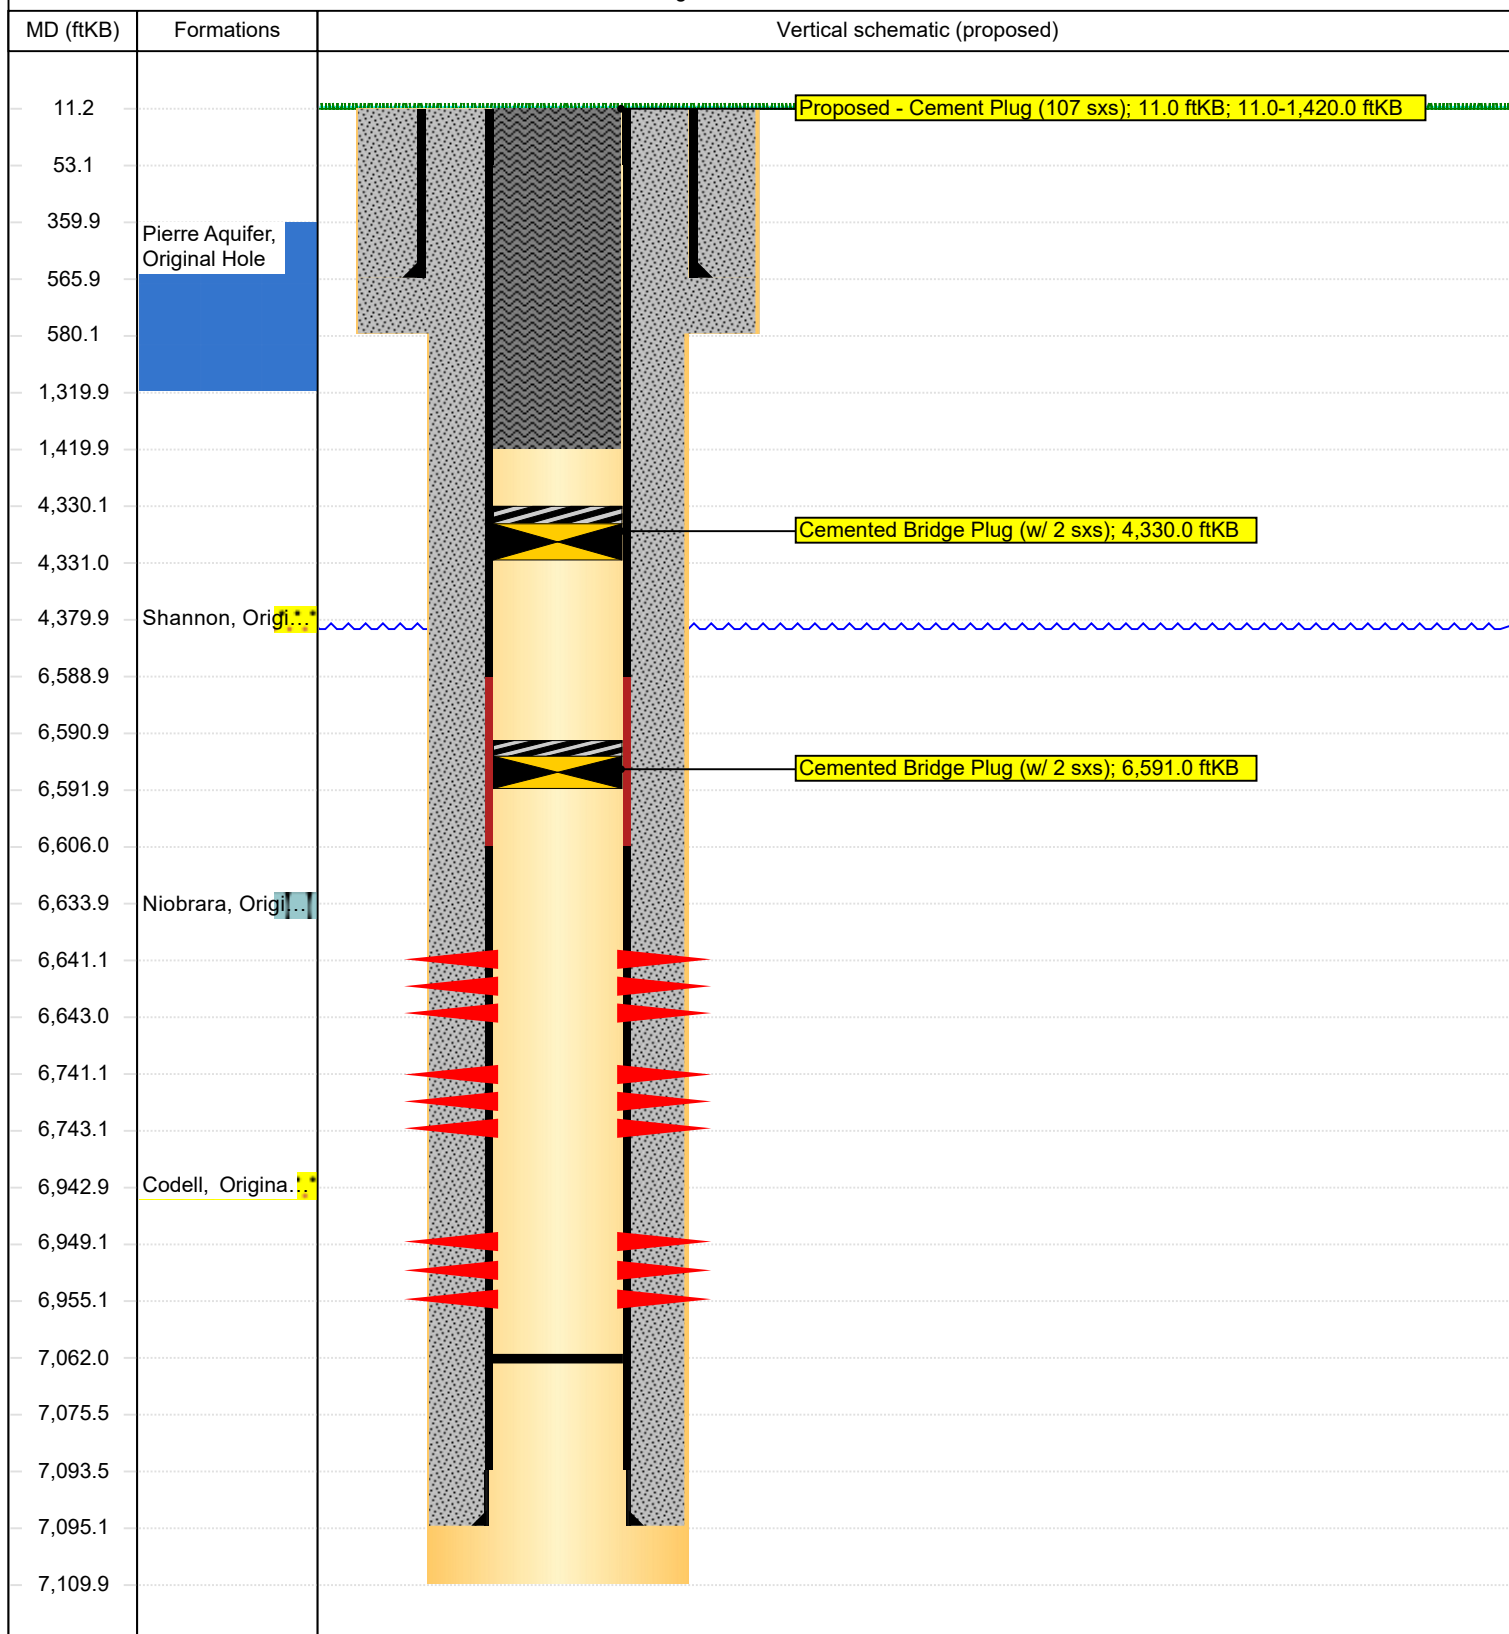 MD (ftKB)
Formations
Vertical schematic (proposed)
11.2
Proposed - Cement Plug (107 sxs); 11.0 ftKB; 11.0-1,420.0 ftKB
53.1
359.9
Pierre Aquifer,
Original Hole
565.9
580.1
1,319.9
1,419.9
4,330.1
Cemented Bridge Plug (w/ 2 sxs); 4,330.0 ftKB
4,331.0
4,379.9
Shannon, Origi...
6,588.9
6,590.9
Cemented Bridge Plug (w/ 2 sxs); 6,591.0 ftKB
6,591.9
6,606.0
6,633.9
Niobrara, Origi...
6,641.1
6,643.0
6,741.1
6,743.1
6,942.9
Codell,  Origina...
6,949.1
6,955.1
7,062.0
7,075.5
7,093.5
7,095.1
7,109.9